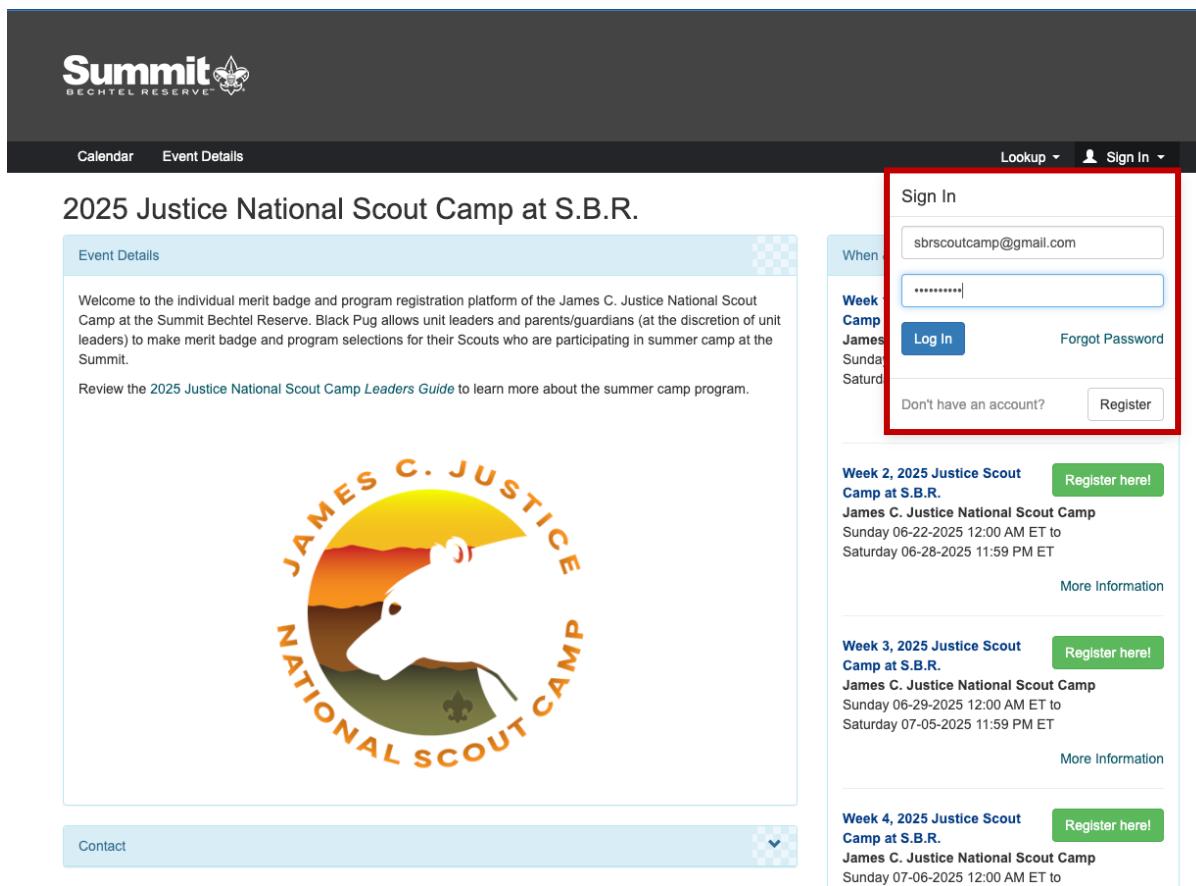 Summit
BECHTEL RESERVE™
Calendar
Event Details
Lookup
Sign In
2025 Justice National Scout Camp at S.B.R.
Event Details
Welcome to the individual merit badge and program registration platform of the James C. Justice National Scout
Camp at the Summit Bechtel Reserve. Black Pug allows unit leaders and parents/guardians (at the discretion of unit
leaders) to make merit badge and program selections for their Scouts who are participating in summer camp at the
Summit.
Review the 2025 Justice National Scout Camp Leaders Guide to learn more about the summer camp program.
JAMES C. JUSTICE
NATIONAL SCOUT CAMP
Contact
Sign In
sbrscoutcamp@gmail.com
••••••••••
Log In
Forgot Password
Don't have an account?
Register
When
Week
Camp
James
Sunday
Saturd
Week 2, 2025 Justice Scout
Camp at S.B.R.
Register here!
James C. Justice National Scout Camp
Sunday 06-22-2025 12:00 AM ET to
Saturday 06-28-2025 11:59 PM ET
More Information
Week 3, 2025 Justice Scout
Camp at S.B.R.
Register here!
James C. Justice National Scout Camp
Sunday 06-29-2025 12:00 AM ET to
Saturday 07-05-2025 11:59 PM ET
More Information
Week 4, 2025 Justice Scout
Camp at S.B.R.
Register here!
James C. Justice National Scout Camp
Sunday 07-06-2025 12:00 AM ET to